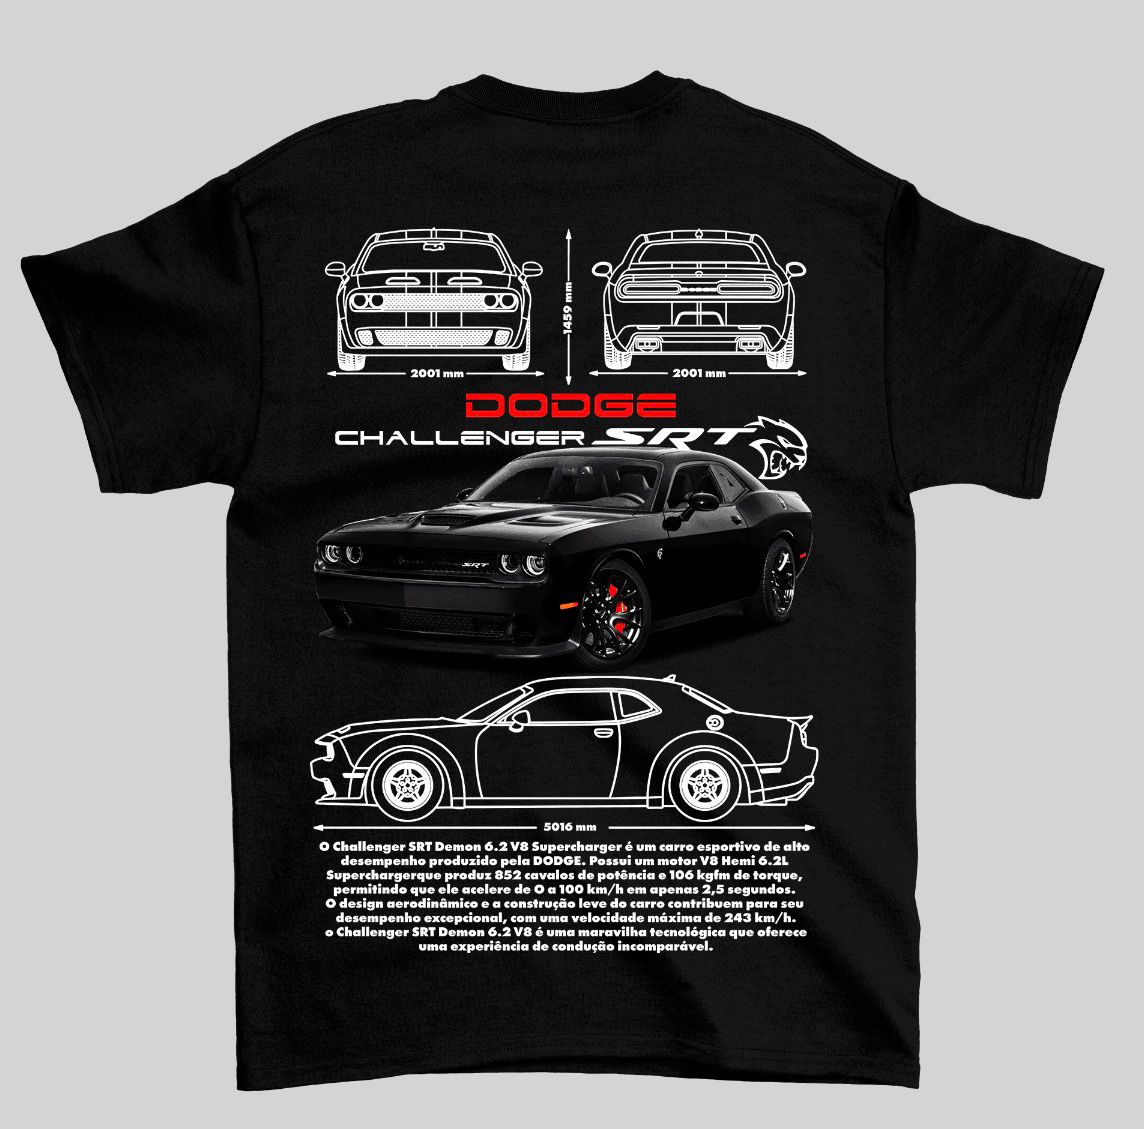 1459 mm
2001 mm
2001 mm
DODGE
CHALLENGER SRT
SRT
5016 mm
O Challenger SRT Demon 6.2 V8 Supercharger é um carro esportivo de alto
desempenho produzido pela DODGE. Possui um motor V8 Hemi 6.2L
Superchargerque produz 852 cavalos de potência e 106 kgfm de torque,
permitindo que ele acelere de 0 a 100 km/h em apenas 2,5 segundos.
O design aerodinâmico e a construção leve do carro contribuem para seu
desempenho excepcional, com uma velocidade máxima de 243 km/h.
o Challenger SRT Demon 6.2 V8 é uma maravilha tecnológica que oferece
uma experiência de condução incomparável.